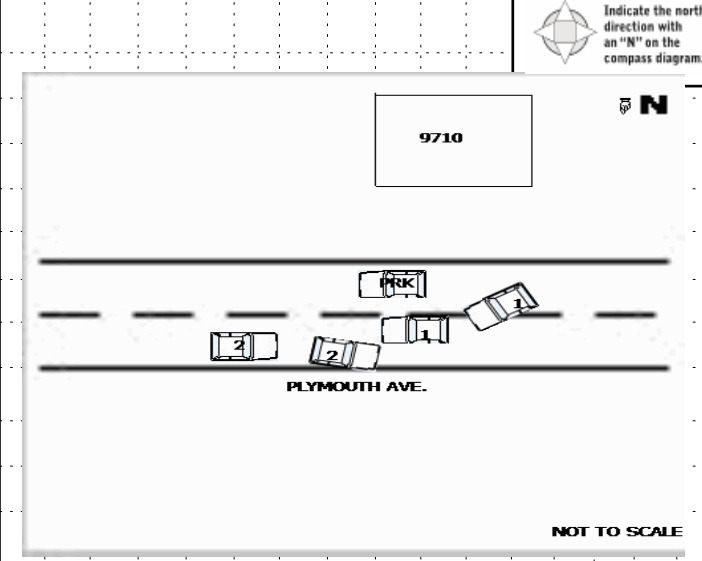 Indicate the north
direction with
an "N" on the
compass diagram.
N
9710
PRK
1
1
2
2
PLYMOUTH AVE.
NOT TO SCALE